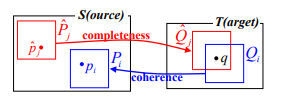 S(ource)
T(arget)
P̂j
completeness
Q̂j
p̂j
Pi
Qi
pi
q
coherence